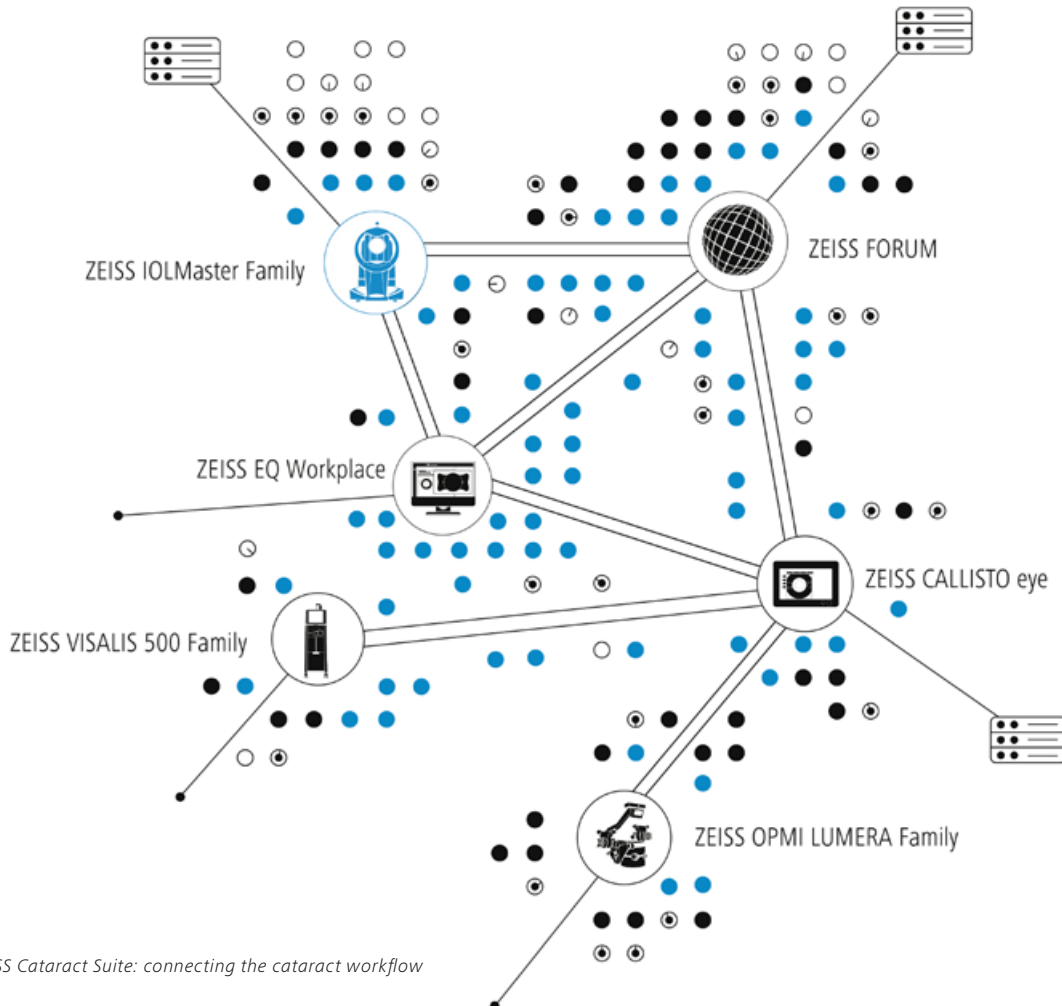 ZEISS FORUM
ZEISS IOLMaster Family
ZEISS EQ Workplace
ZEISS CALLISTO eye
ZEISS VISALIS 500 Family
ZEISS OPMI LUMERA Family
SS Cataract Suite: connecting the cataract workflow